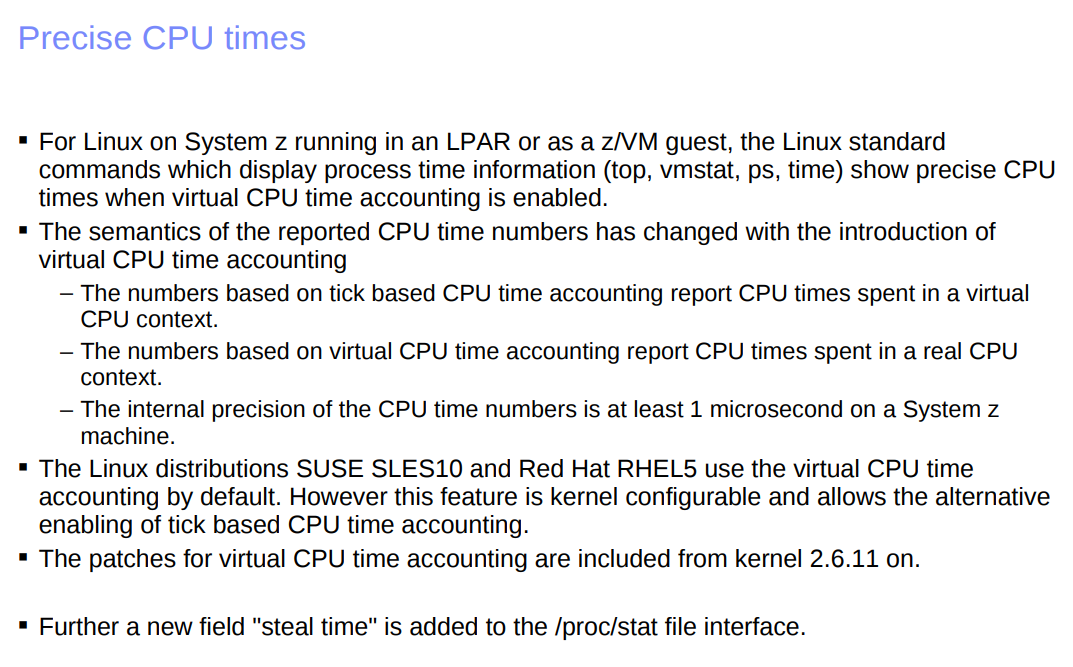 Precise CPU times
▪ For Linux on System z running in an LPAR or as a z/VM guest, the Linux standard
commands which display process time information (top, vmstat, ps, time) show precise CPU
times when virtual CPU time accounting is enabled.
▪ The semantics of the reported CPU time numbers has changed with the introduction of
virtual CPU time accounting
– The numbers based on tick based CPU time accounting report CPU times spent in a virtual
CPU context.
– The numbers based on virtual CPU time accounting report CPU times spent in a real CPU
context.
– The internal precision of the CPU time numbers is at least 1 microsecond on a System z
machine.
▪ The Linux distributions SUSE SLES10 and Red Hat RHEL5 use the virtual CPU time
accounting by default. However this feature is kernel configurable and allows the alternative
enabling of tick based CPU time accounting.
▪ The patches for virtual CPU time accounting are included from kernel 2.6.11 on.
▪ Further a new field "steal time" is added to the /proc/stat file interface.